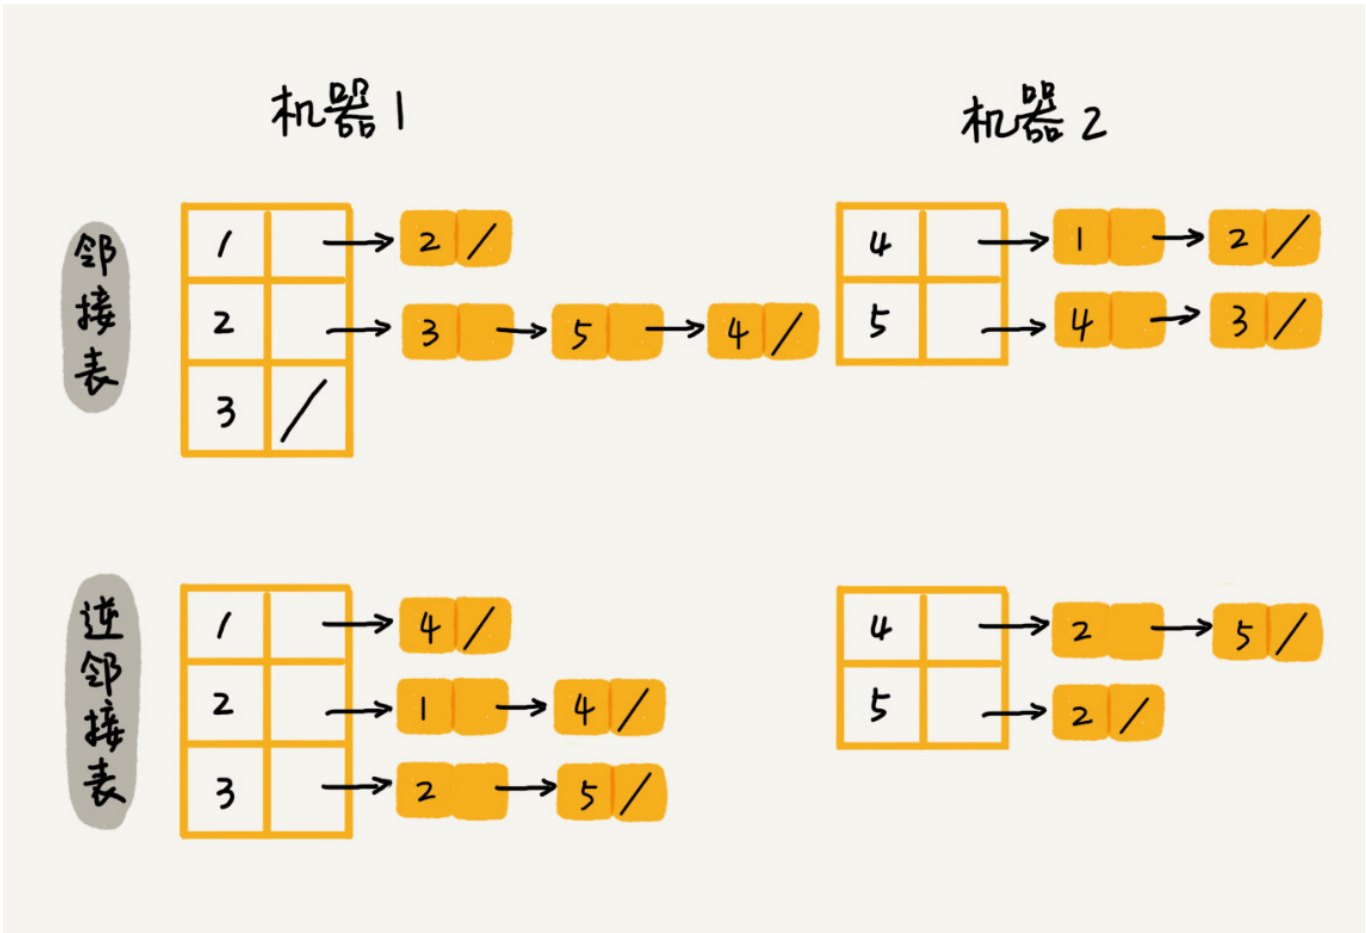 机器1
机器2
邻接表
1 → 2 /
2 → 3 → 5 → 4 /
3 /
4 → 1 → 2 /
5 → 4 → 3 /
逆邻接表
1 → 4 /
2 → 1 → 4 /
3 → 2 → 5 /
4 → 2 → 5 /
5 → 2 /